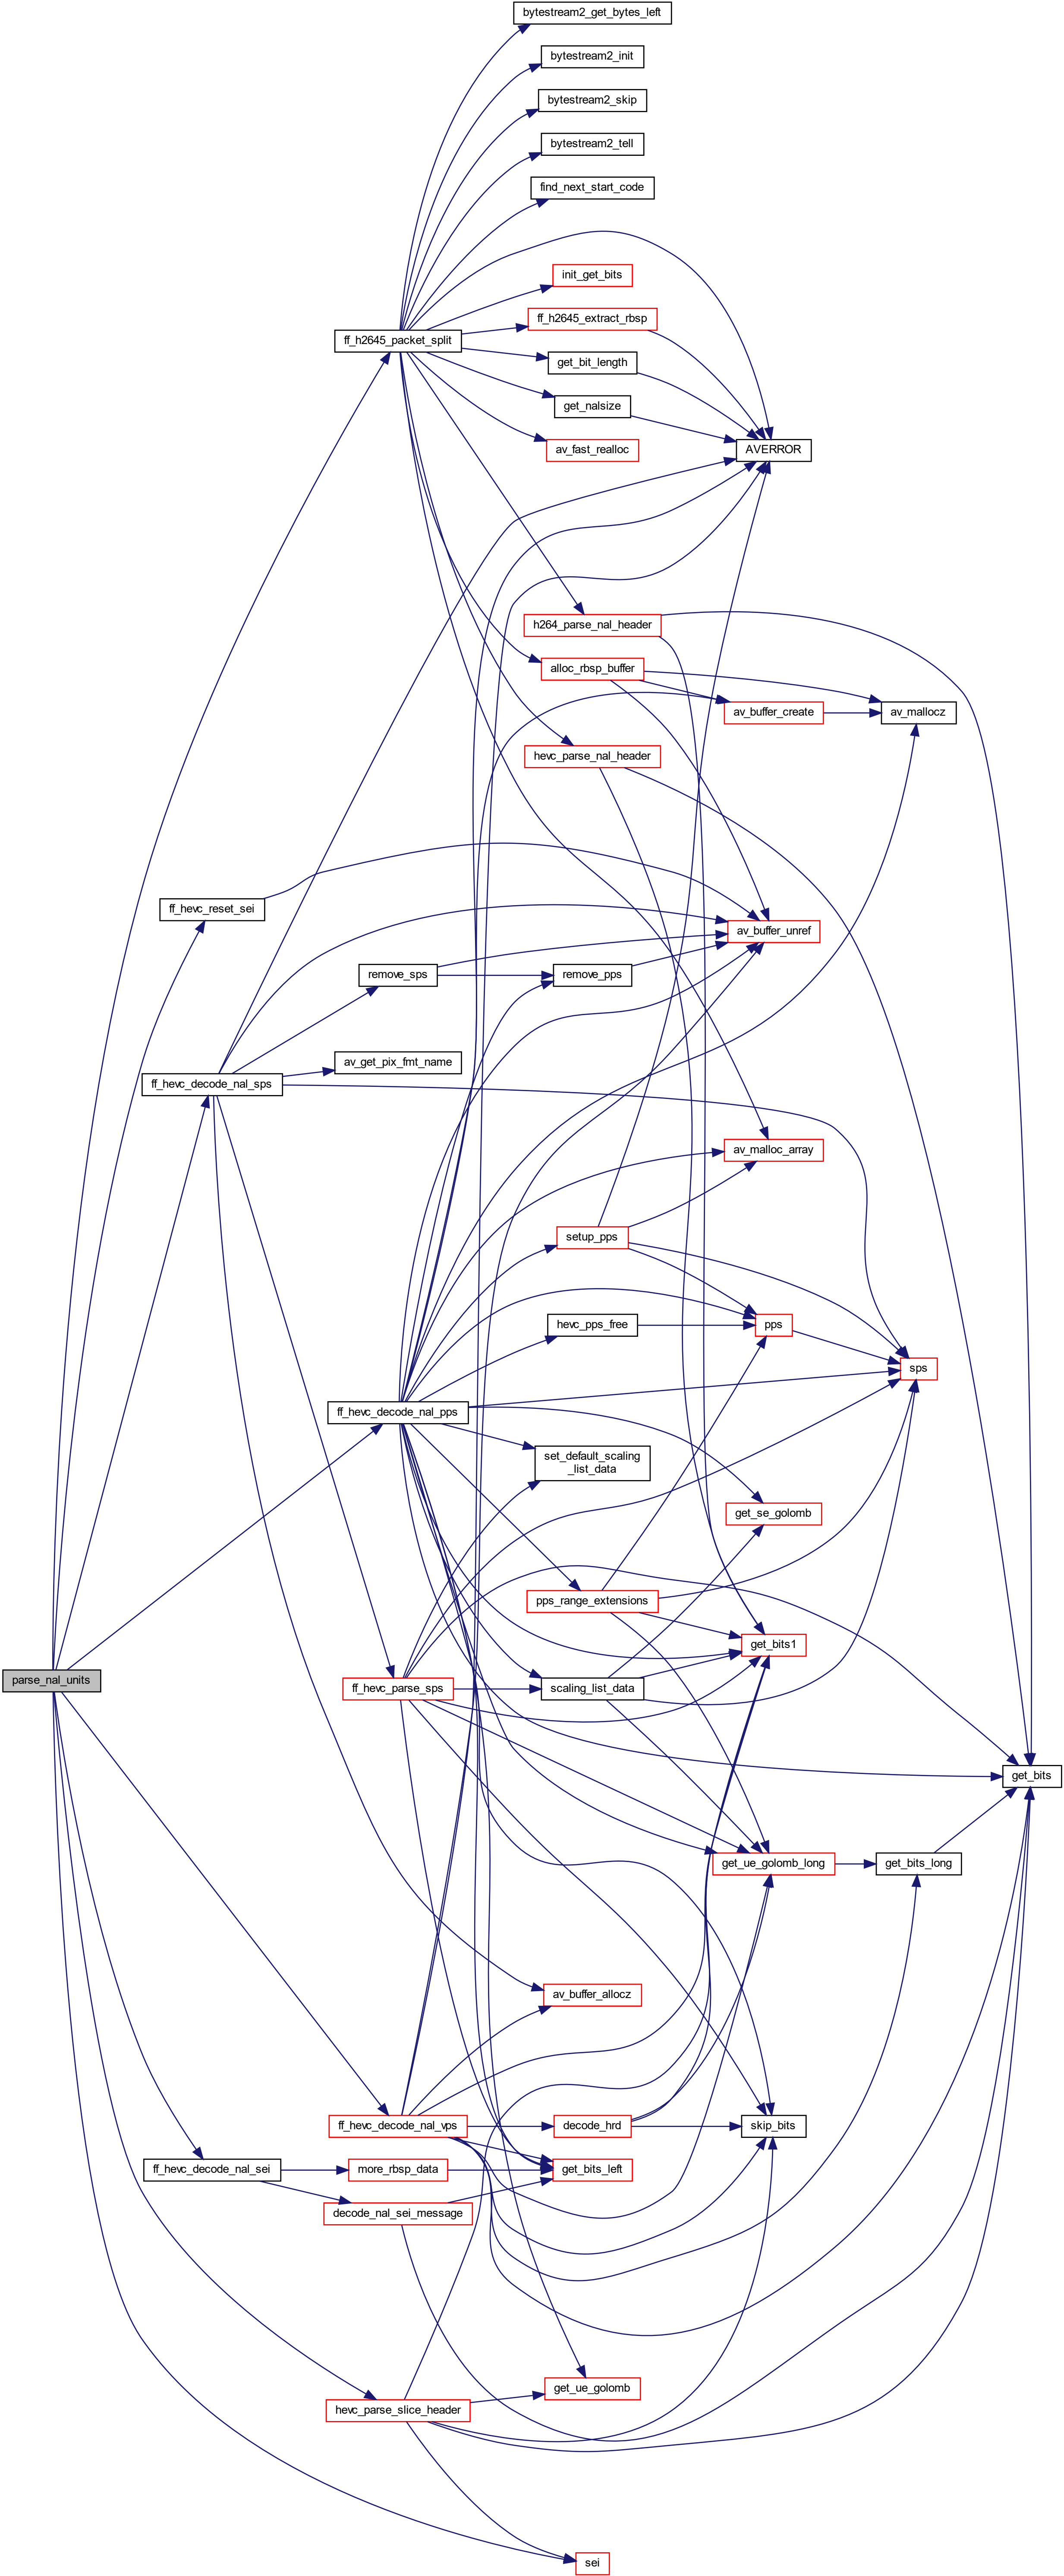 bytestream2_get_bytes_left
bytestream2_init
bytestream2_skip
bytestream2_tell
find_next_start_code
init_get_bits
ff_h2645_extract_rbsp
ff_h2645_packet_split
get_bit_length
get_nalsize
av_fast_realloc
AVERROR
h264_parse_nal_header
alloc_rbsp_buffer
av_buffer_create
av_mallocz
hevc_parse_nal_header
ff_hevc_reset_sei
av_buffer_unref
remove_sps
remove_pps
av_get_pix_fmt_name
ff_hevc_decode_nal_sps
av_malloc_array
setup_pps
hevc_pps_free
pps
sps
ff_hevc_decode_nal_pps
set_default_scaling
_list_data
get_se_golomb
pps_range_extensions
get_bits1
parse_nal_units
ff_hevc_parse_sps
scaling_list_data
get_bits
get_ue_golomb_long
get_bits_long
av_buffer_allocz
ff_hevc_decode_nal_vps
decode_hrd
skip_bits
ff_hevc_decode_nal_sei
more_rbsp_data
get_bits_left
decode_nal_sei_message
get_ue_golomb
hevc_parse_slice_header
sei